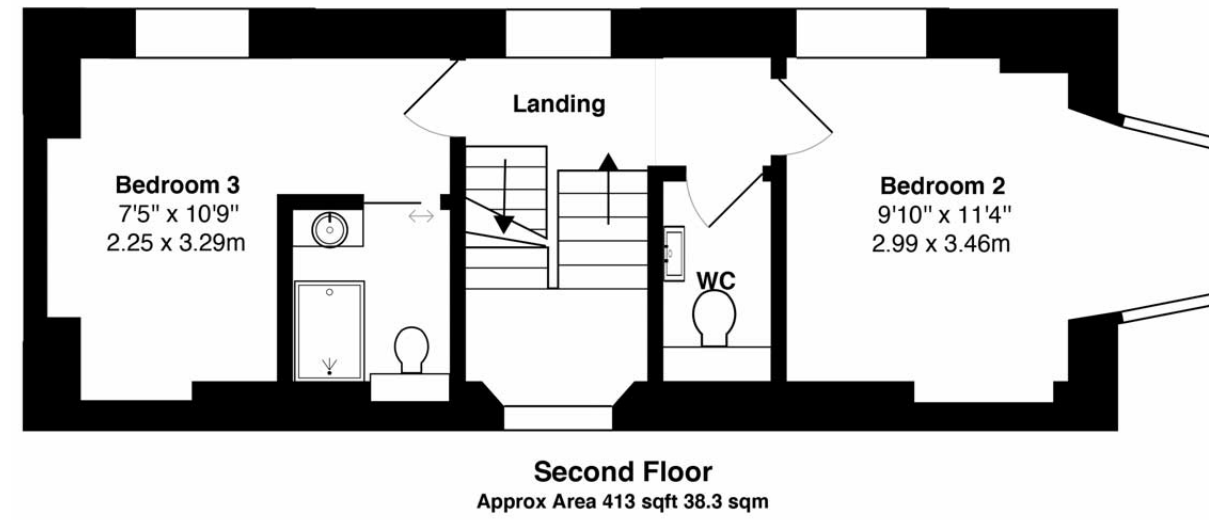 Landing
Bedroom 3
7'5" x 10'9"
2.25 x 3.29m
Bedroom 2
9'10" x 11'4"
2.99 x 3.46m
WC
Second Floor
Approx Area 413 sqft 38.3 sqm